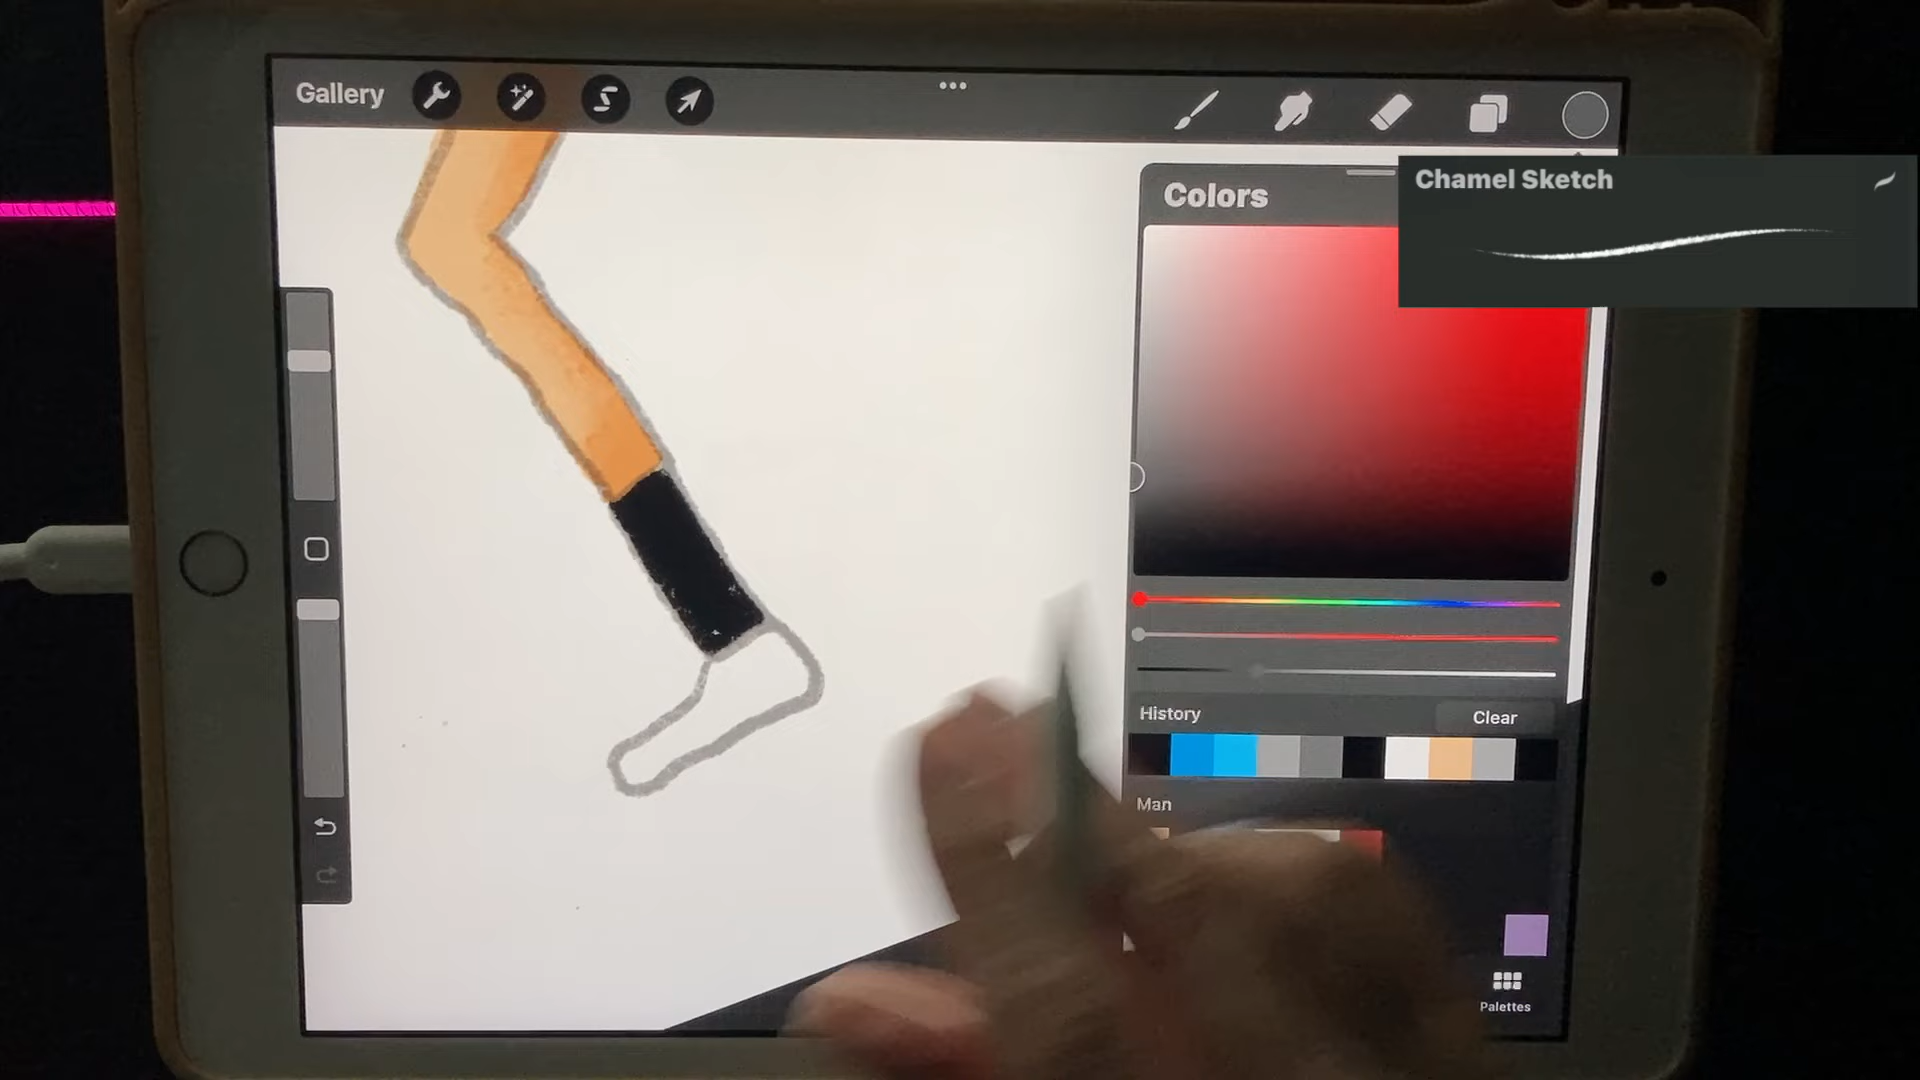 Gallery
Chamel Sketch
Colors
History
Clear
Man
Palettes